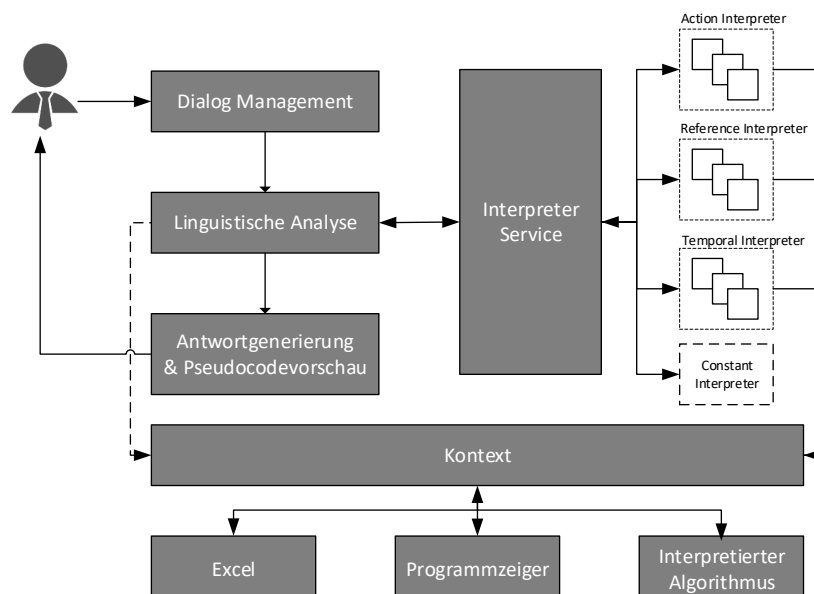 Action Interpreter
Dialog Management
Reference Interpreter
Linguistische Analyse
Interpreter
Service
Temporal Interpreter
Antwortgenerierung
& Pseudocodevorschau
Constant
Interpreter
Kontext
Excel
Programmzeiger
Interpretierter
Algorithmus